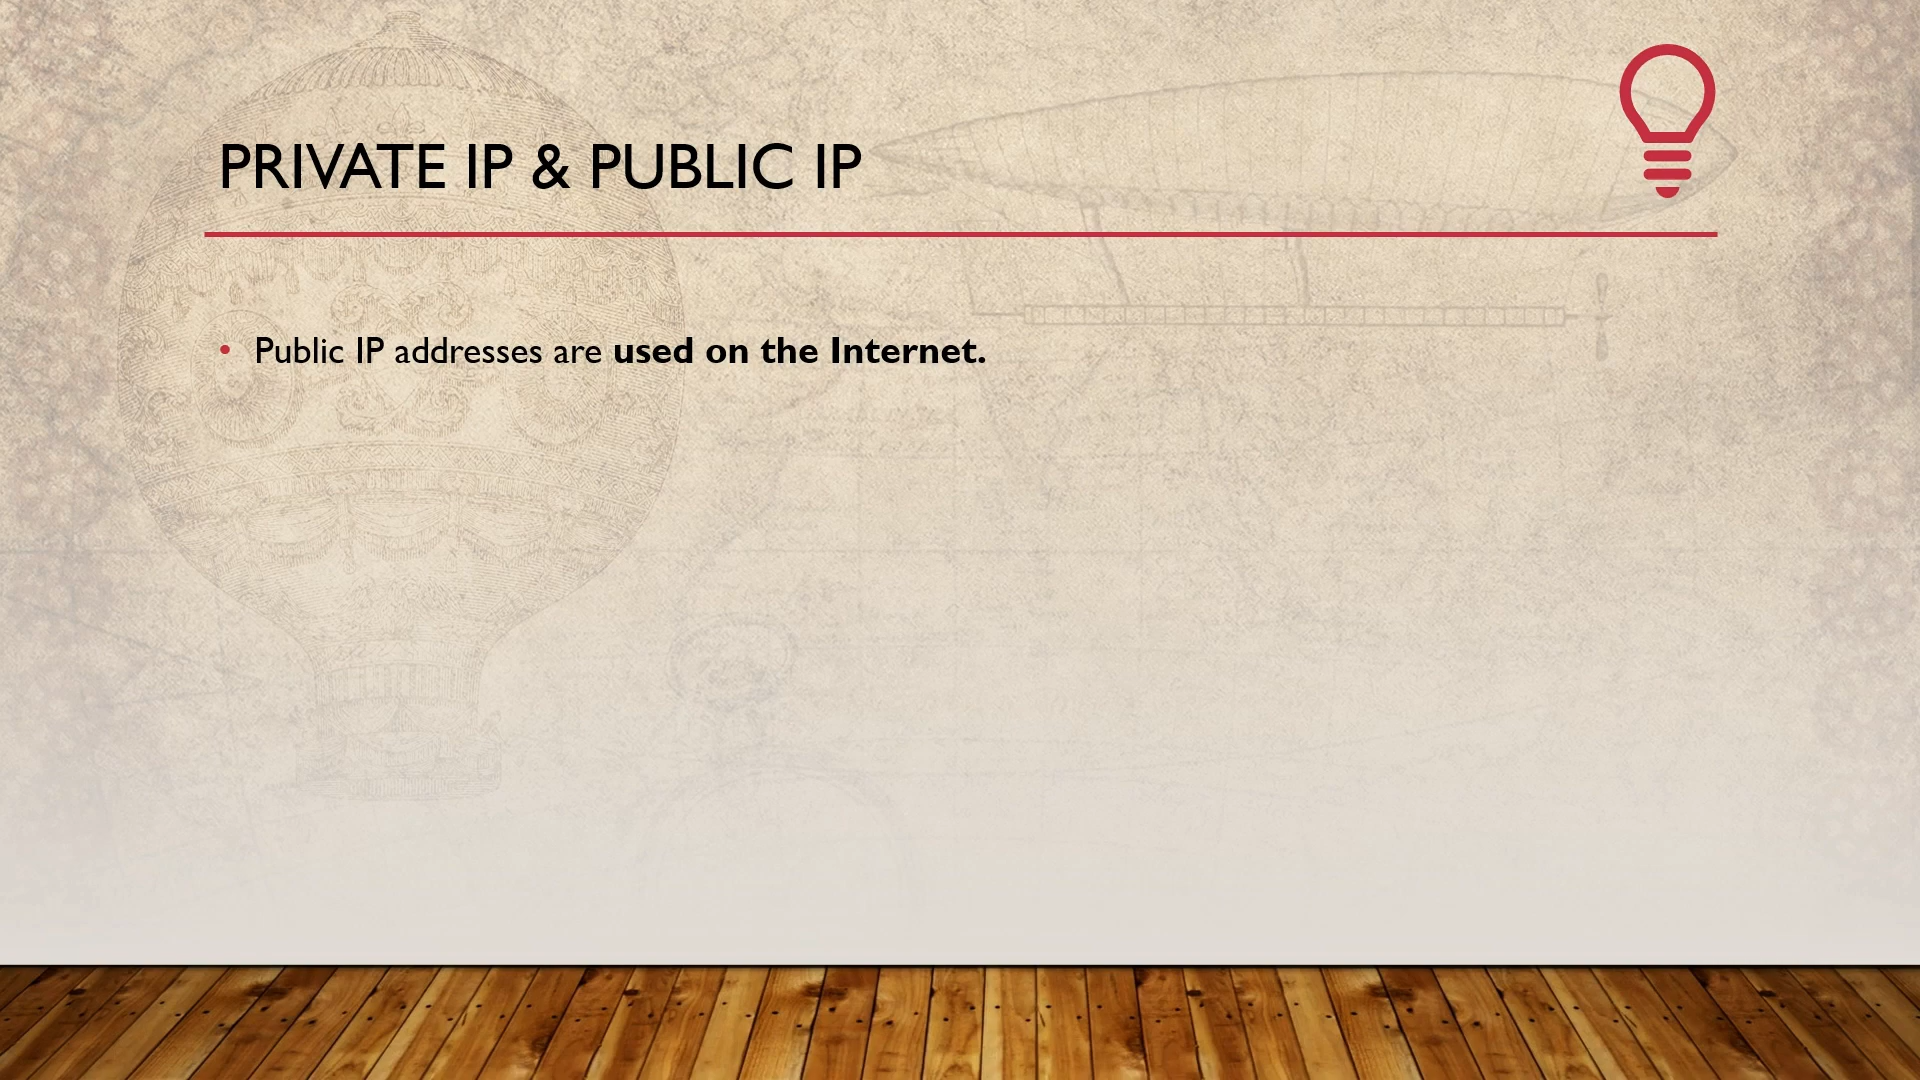 PRIVATE IP & PUBLIC IP
• Public IP addresses are used on the Internet.